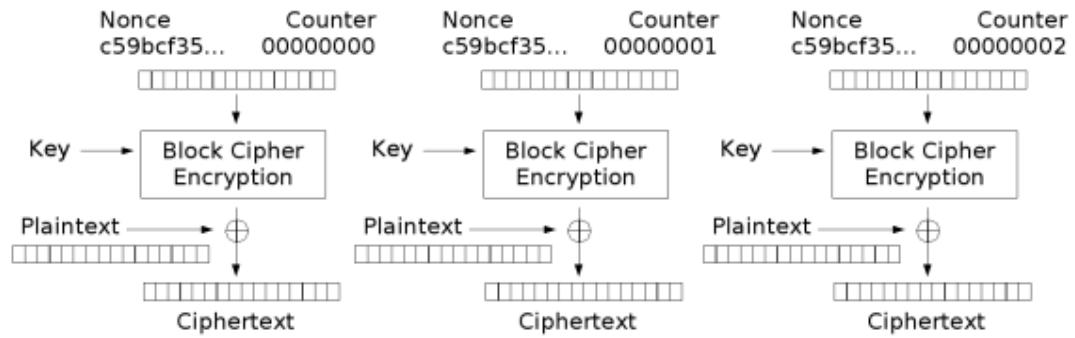 Nonce Counter Nonce Counter Nonce Counter
c59bcf35... 00000000 c59bcf35... 00000001 c59bcf35... 00000002
Key Block Cipher Encryption Key Block Cipher Encryption Key Block Cipher Encryption
Plaintext Plaintext Plaintext
Ciphertext Ciphertext Ciphertext